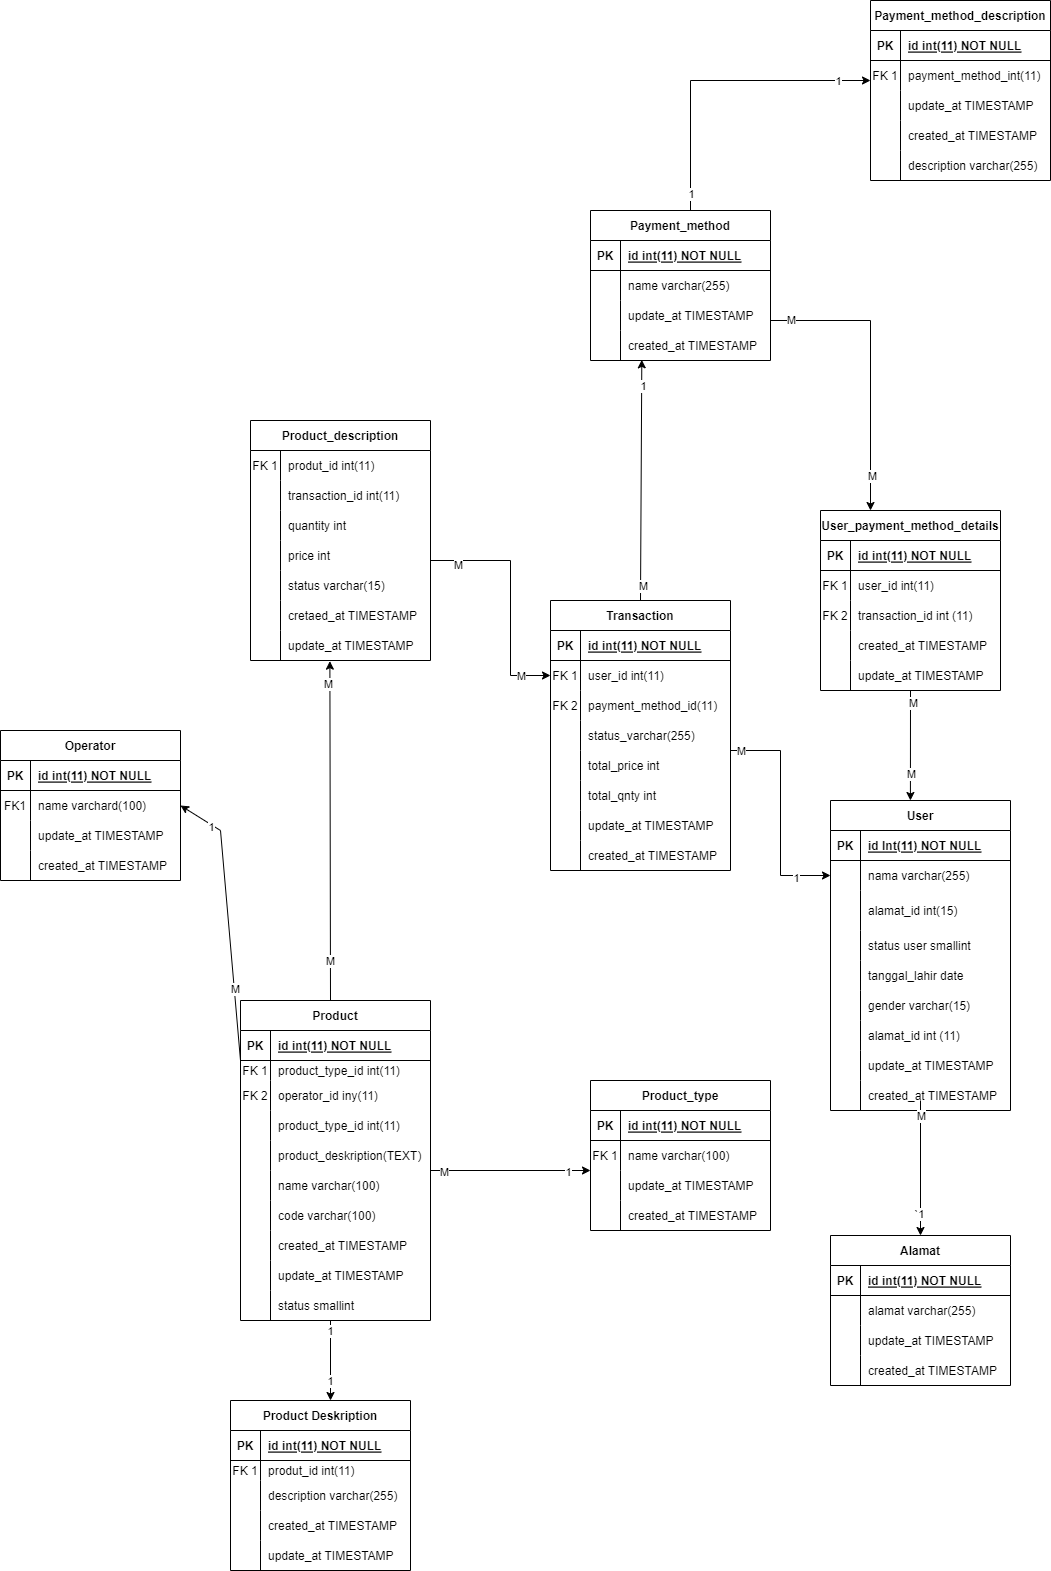 Payment_method_description
PK id int(11) NOT NULL
FK 1 payment_method_int(11)
update_at TIMESTAMP
created_at TIMESTAMP
description varchar(255)
1
1
Payment_method
PK id int(11) NOT NULL
name varchar(255)
update_at TIMESTAMP
created_at TIMESTAMP
M
1
M
Product_description
FK 1 produt_id int(11)
transaction_id int(11)
quantity int
price int
status varchar(15)
cretaed_at TIMESTAMP
update_at TIMESTAMP
M
M
M
User_payment_method_details
PK id int(11) NOT NULL
FK 1 user_id int(11)
FK 2 transaction_id int (11)
created_at TIMESTAMP
update_at TIMESTAMP
M
Transaction
PK id int(11) NOT NULL
FK 1 user_id int(11)
FK 2 payment_method_id(11)
status_varchar(255)
total_price int
total_qnty int
update_at TIMESTAMP
created_at TIMESTAMP
M
1
M
M
Operator
PK id int(11) NOT NULL
FK1 name varchard(100)
update_at TIMESTAMP
created_at TIMESTAMP
1
M
M
User
PK id Int(11) NOT NULL
nama varchar(255)
alamat_id int(15)
status user smallint
tanggal_lahir date
gender varchar(15)
alamat_id int (11)
update_at TIMESTAMP
created_at TIMESTAMP
M
`1
Product
PK id int(11) NOT NULL
FK 1 product_type_id int(11)
FK 2 operator_id iny(11)
product_type_id int(11)
product_deskription(TEXT)
name varchar(100)
code varchar(100)
created_at TIMESTAMP
update_at TIMESTAMP
status smallint
M
1
Product_type
PK id int(11) NOT NULL
FK 1 name varchar(100)
update_at TIMESTAMP
created_at TIMESTAMP
Alamat
PK id int(11) NOT NULL
alamat varchar(255)
update_at TIMESTAMP
created_at TIMESTAMP
1
1
Product Deskription
PK id int(11) NOT NULL
FK 1 produt_id int(11)
description varchar(255)
created_at TIMESTAMP
update_at TIMESTAMP